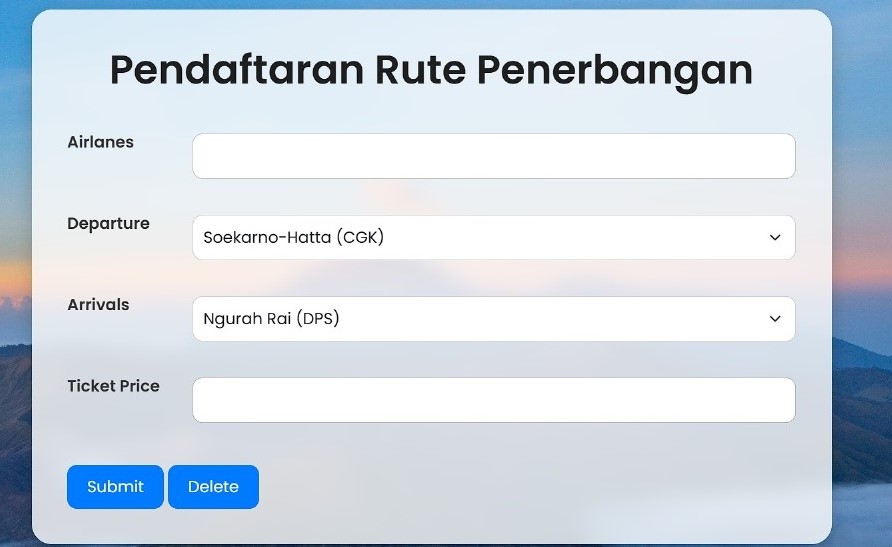 Pendaftaran Rute Penerbangan
Airlanes
Departure
Soekarno-Hatta (CGK)
Arrivals
Ngurah Rai (DPS)
Ticket Price
Submit Delete